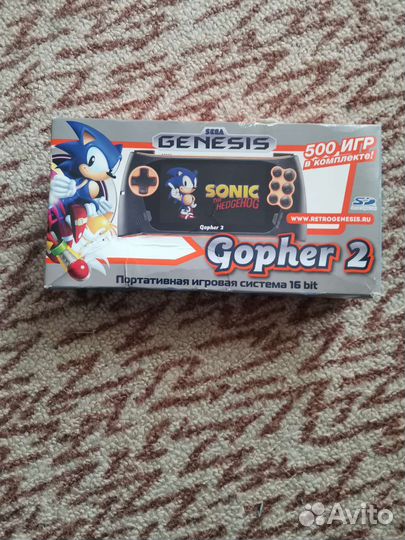 SEGA
GENESIS
500 ИГР
в комплекте!
SONIC
THE
HEDGEHOG
SD
Gopher 2
WWW.RETROGENESIS.RU
Gopher 2
Портативная игровая система 16 bit
Avito